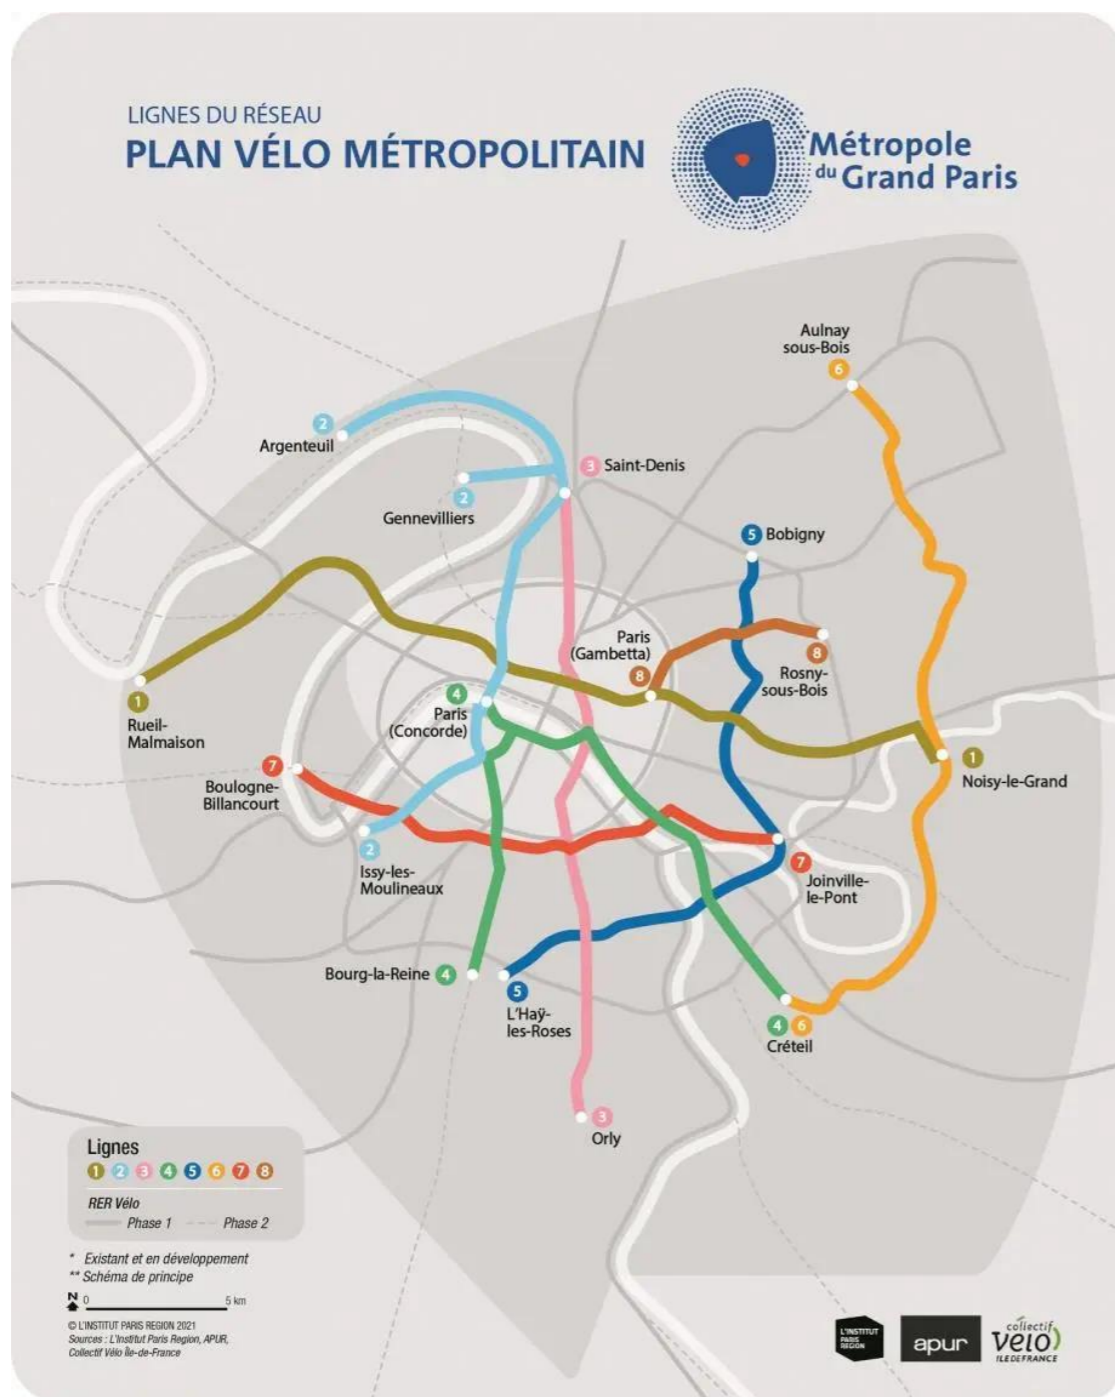 LIGNES DU RÉSEAU
PLAN VÉLO MÉTROPOLITAIN
Métropole
du Grand Paris
Aulnay
sous-Bois
6
2
Argenteuil
3 Saint-Denis
2
Gennevilliers
5 Bobigny
Paris
(Gambetta)
8
8
Rosny-
sous-Bois
1
Rueil-
Malmaison
4
Paris
(Concorde)
7
Boulogne-
Billancourt
1
Noisy-le-Grand
2
Issy-les-
Moulineaux
7
Joinville-
le-Pont
Bourg-la-Reine 4
5
L'Haÿ-
les-Roses
4 6
Créteil
3
Orly
Lignes
1 2 3 4 5 6 7 8
RER Vélo
Phase 1 Phase 2
* Existant et en développement
** Schéma de principe
N 0 5 km
© L'INSTITUT PARIS REGION 2021
Sources : L'Institut Paris Region, APUR,
Collectif Vélo Île-de-France
L'INSTITUT
PARIS
REGION
apur
collectif
vélo
ILE DE FRANCE